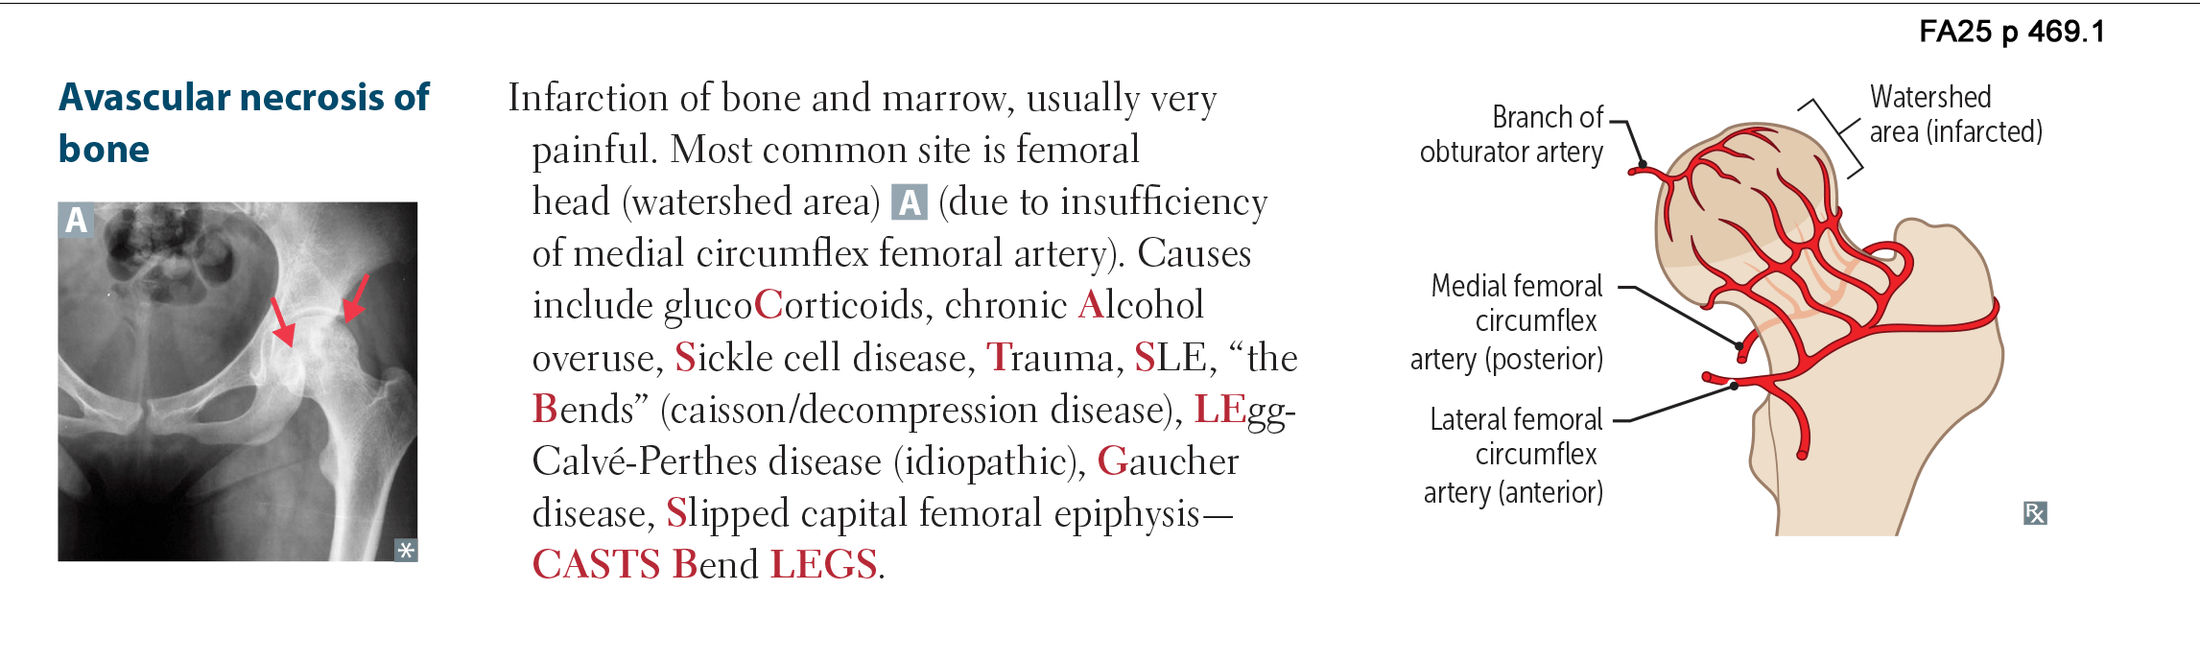 FA25 p 469.1
Avascular necrosis of
bone
A
*
Infarction of bone and marrow, usually very
painful. Most common site is femoral
head (watershed area) A (due to insufficiency
of medial circumflex femoral artery). Causes
include glucoCorticoids, chronic Alcohol
overuse, Sickle cell disease, Trauma, SLE, “the
Bends” (caisson/decompression disease), LEgg-
Calvé-Perthes disease (idiopathic), Gaucher
disease, Slipped capital femoral epiphysis—
CASTS Bend LEGS.
Branch of
obturator artery
Watershed
area (infarcted)
Medial femoral
circumflex
artery (posterior)
Lateral femoral
circumflex
artery (anterior)
Rx